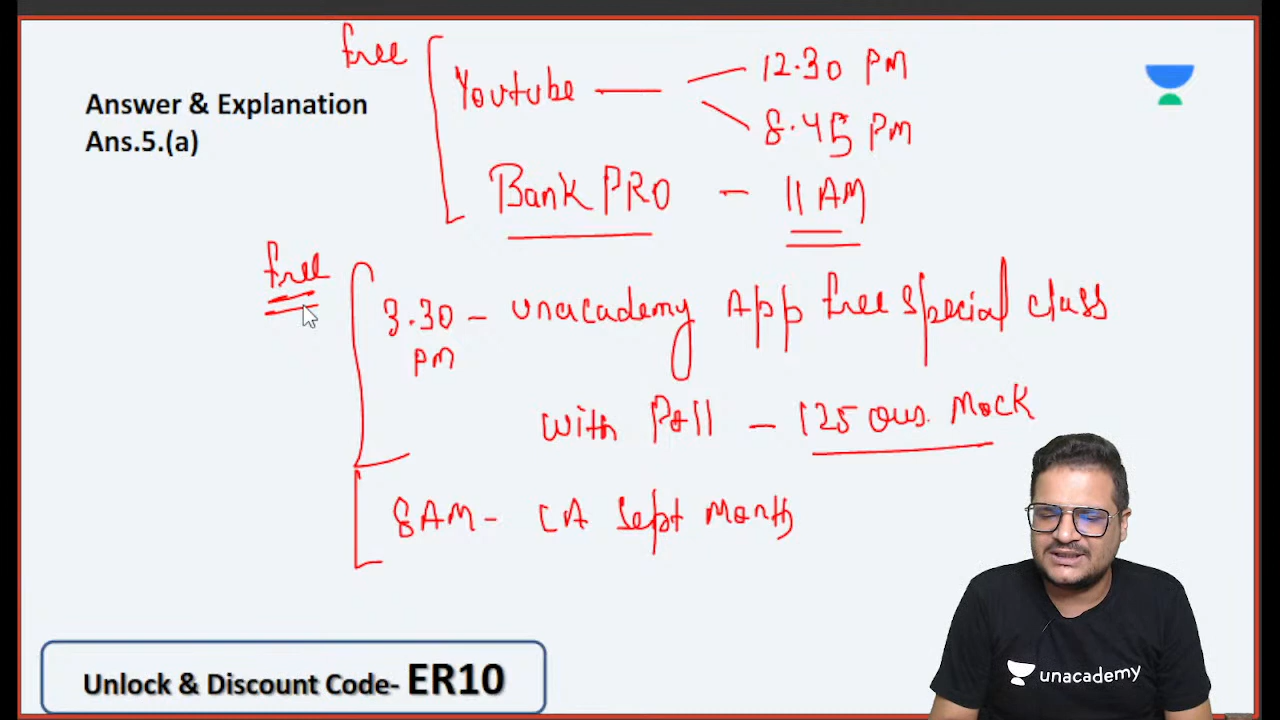 free
Youtube — 12.30 PM
8.45 PM
Answer & Explanation
Ans.5.(a)
Bank PRO - 11 AM
free
3.30 - unacademy App free special class
PM
with Poll - 125 Qus. Mock
8AM - CA Sept Month
Unlock & Discount Code- ER10
unacademy